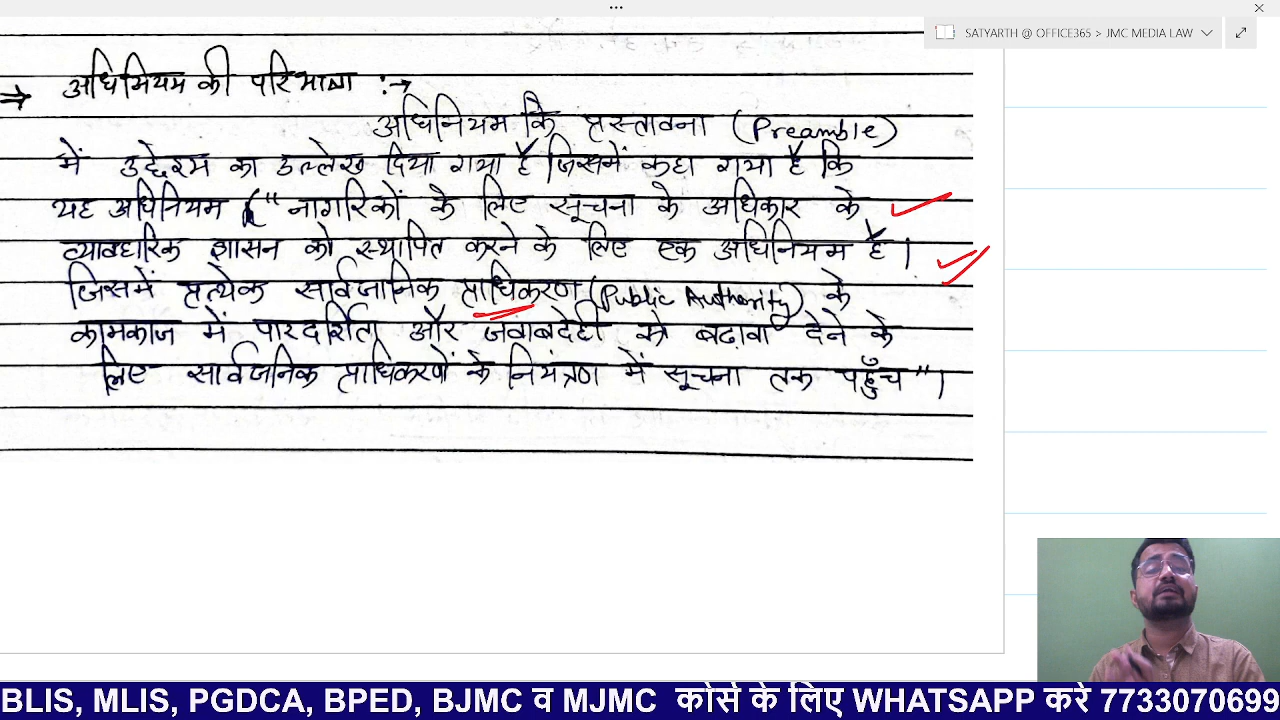 SATYARTH @ OFFICE365 > JMC MEDIA LAW
⇒ अधिनियम की परिभाषा :→
अधिनियम कि प्रस्तावना (Preamble)
में उद्देश्य का उल्लेख दिया गया है जिसमें कहा गया है कि
यह अधिनियम ("नागरिकों के लिए सूचना के अधिकार के
व्यावहारिक शासन को स्थापित करने के लिए एक अधिनियम है।
जिसमें प्रत्येक सार्वजानिक प्राधिकरण (Public Authority) के
कामकाज में पारदर्शिता और जवाबदेही को बढ़ावा देने के
लिए सार्वजनिक प्राधिकरणों के नियंत्रण में सूचना तक पहुँच"।
BLIS, MLIS, PGDCA, BPED, BJMC व MJMC कोर्स के लिए WHATSAPP करे 7733070699